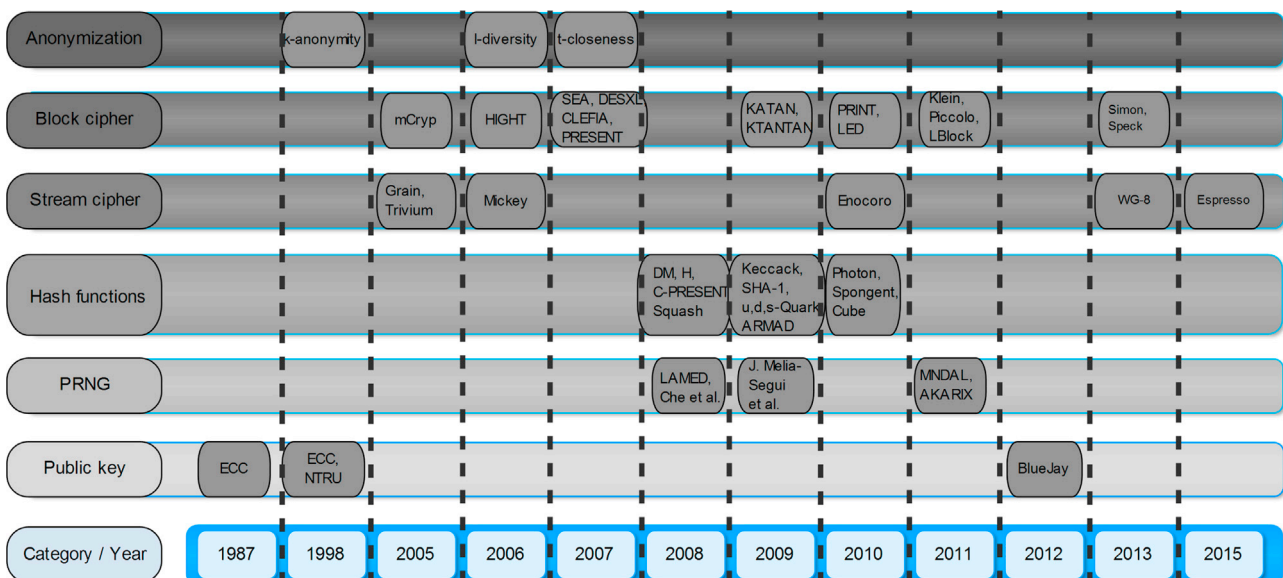 Anonymization
k-anonymity
l-diversity
t-closeness
Block cipher
mCryp
HIGHT
SEA, DESXL,
CLEFIA,
PRESENT
KATAN,
KTANTAN
PRINT,
LED
Klein,
Piccolo,
LBlock
Simon,
Speck
Stream cipher
Grain,
Trivium
Mickey
Enocoro
WG-8
Espresso
Hash functions
DM, H,
C-PRESENT
Squash
Keccack,
SHA-1,
u,d,s-Quark
ARMAD
Photon,
Spongent,
Cube
PRNG
LAMED,
Che et al.
J. Melia-
Segui
et al.
MNDAL,
AKARIX
Public key
ECC
ECC,
NTRU
BlueJay
Category / Year
1987
1998
2005
2006
2007
2008
2009
2010
2011
2012
2013
2015